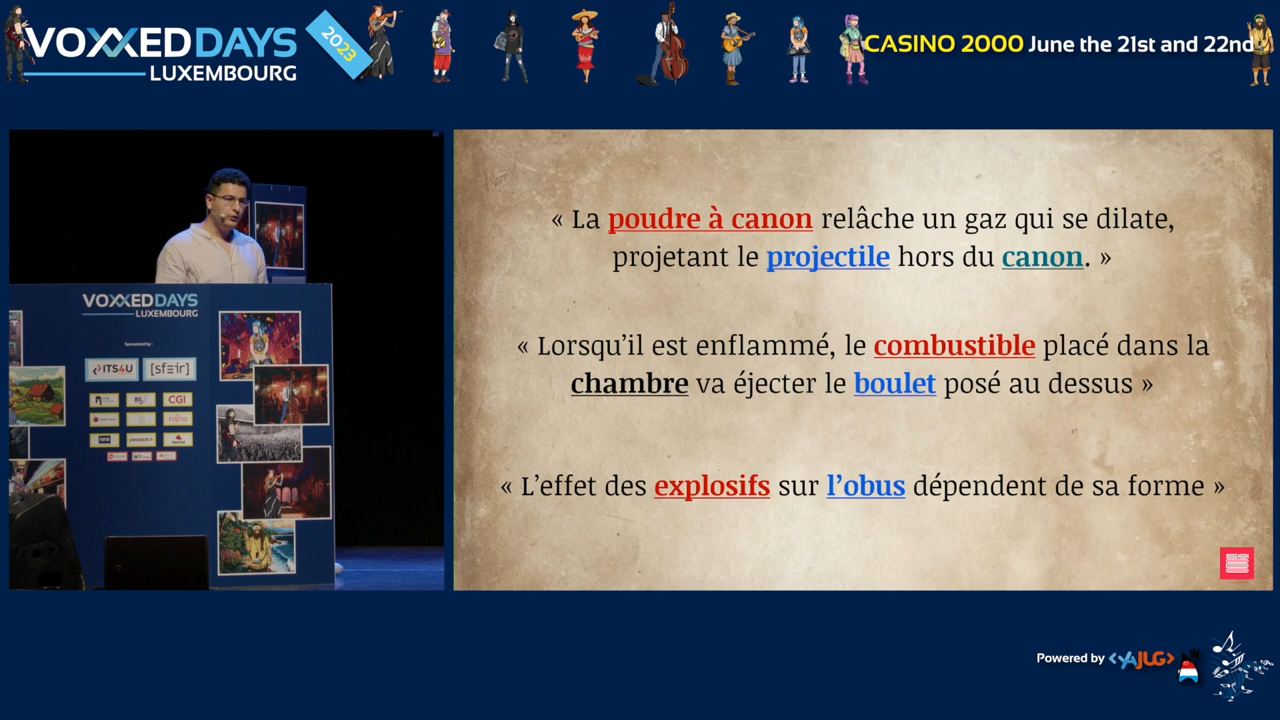 VOXXED DAYS
LUXEMBOURG
2023
CASINO 2000 June the 21st and 22nd
« La poudre à canon relâche un gaz qui se dilate,
projetant le projectile hors du canon. »
« Lorsqu'il est enflammé, le combustible placé dans la
chambre va éjecter le boulet posé au dessus »
« L'effet des explosifs sur l'obus dépendent de sa forme »
VOXXED DAYS
LUXEMBOURG
Sponsored by :
ITS4U
[sfeir]
CGI
Powered by <YAJUG>